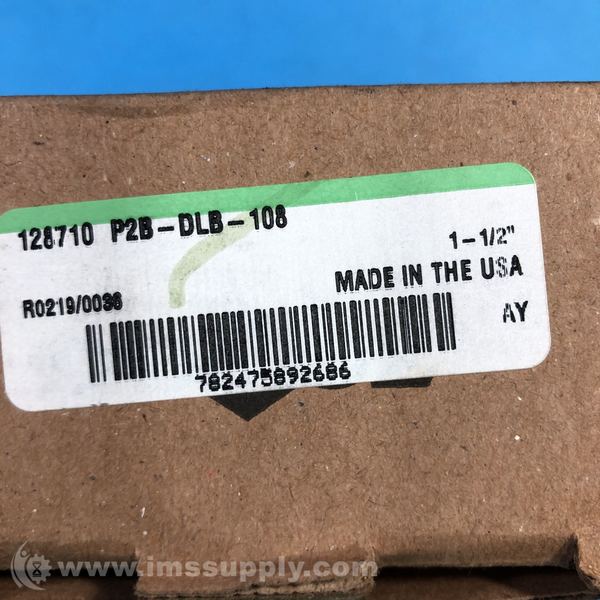 128710 P2B-DLB-108
1-1/2"
MADE IN THE USA
R0219/0036
AY
782475892686
www.imssupply.com